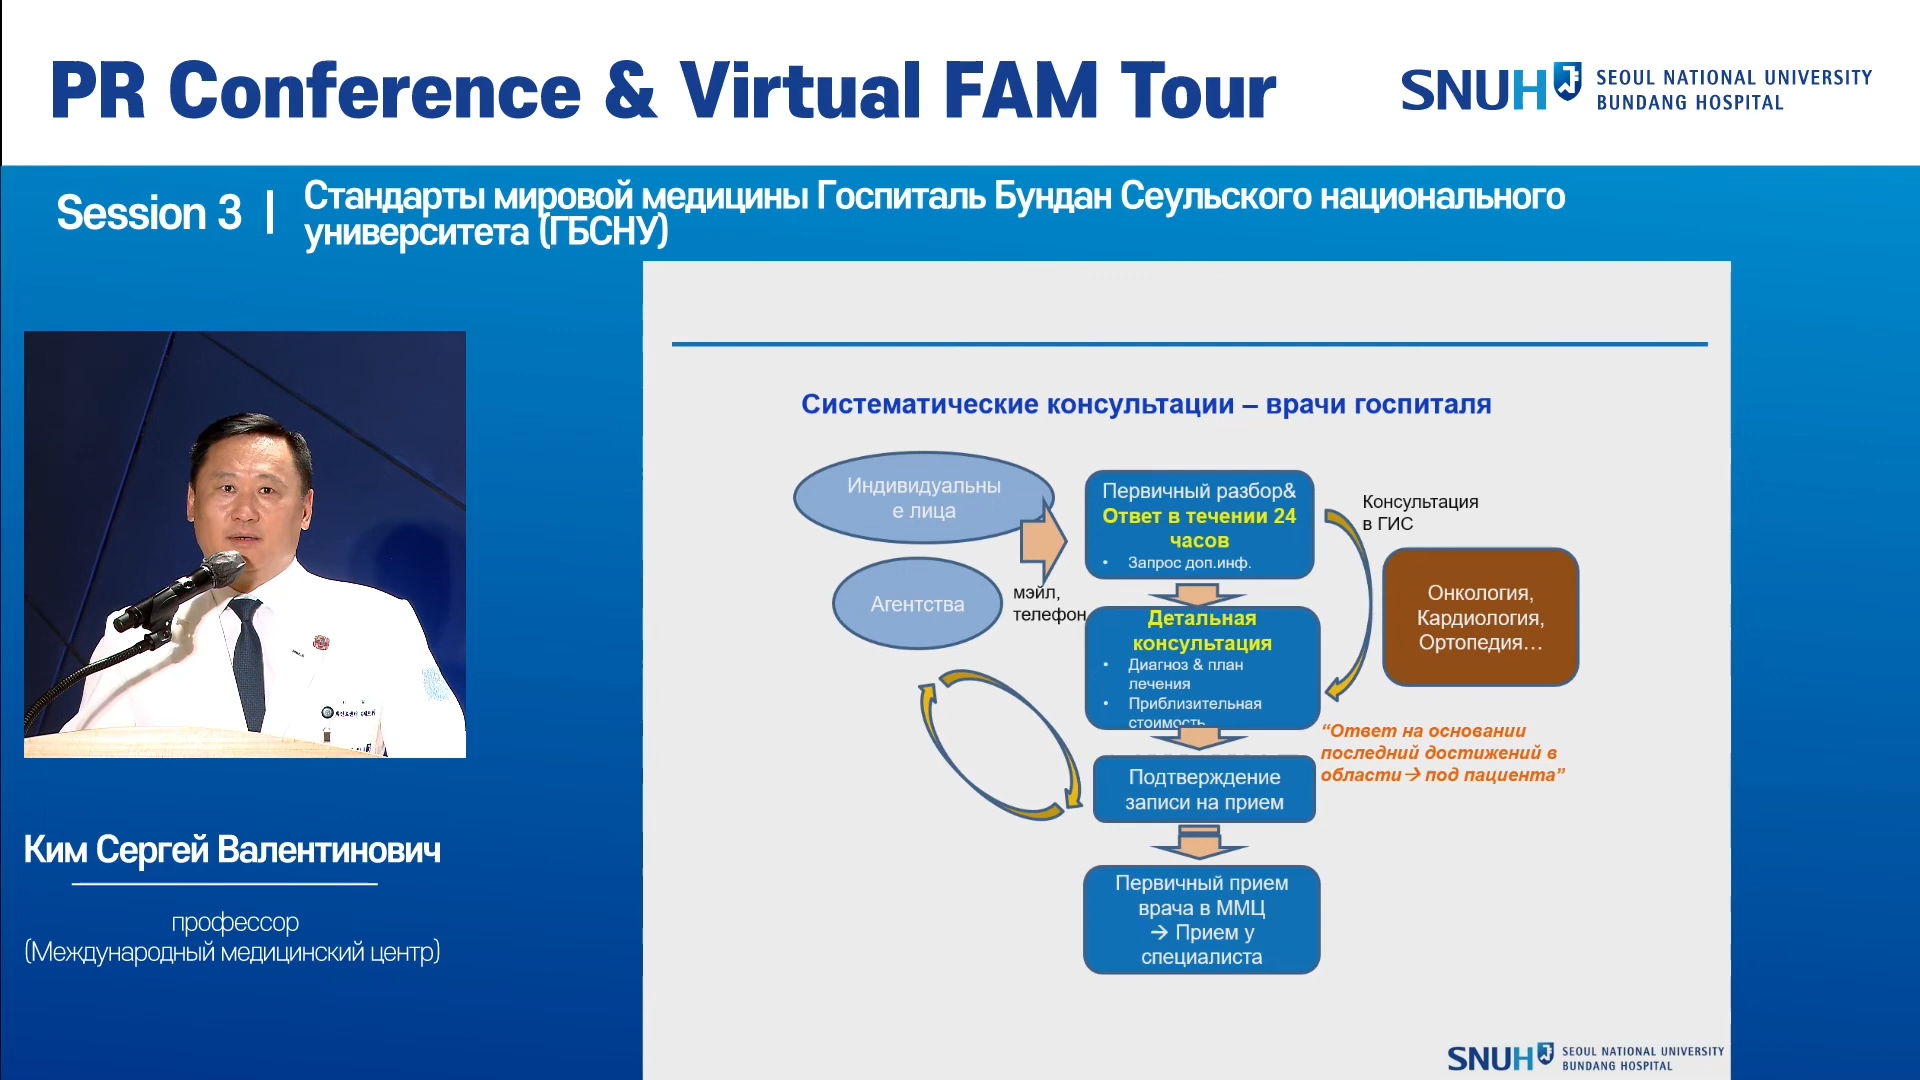 PR Conference & Virtual FAM Tour
SNUH SEOUL NATIONAL UNIVERSITY
BUNDANG HOSPITAL
Session 3 | Стандарты мировой медицины Госпиталь Бундан Сеульского национального
университета (ГБСНУ)
Систематические консультации – врачи госпиталя
Индивидуальны
е лица
Агентства
мэйл,
телефон
Первичный разбор&
Ответ в течении 24
часов
• Запрос доп.инф.
Консультация
в ГИС
Онкология,
Кардиология,
Ортопедия…
Детальная
консультация
• Диагноз & план
лечения
• Приблизительная
стоимость
“Ответ на основании
последний достижений в
области→ под пациента”
Подтверждение
записи на прием
Первичный прием
врача в ММЦ
→ Прием у
специалиста
Ким Сергей Валентинович
профессор
(Международный медицинский центр)
SNUH SEOUL NATIONAL UNIVERSITY
BUNDANG HOSPITAL